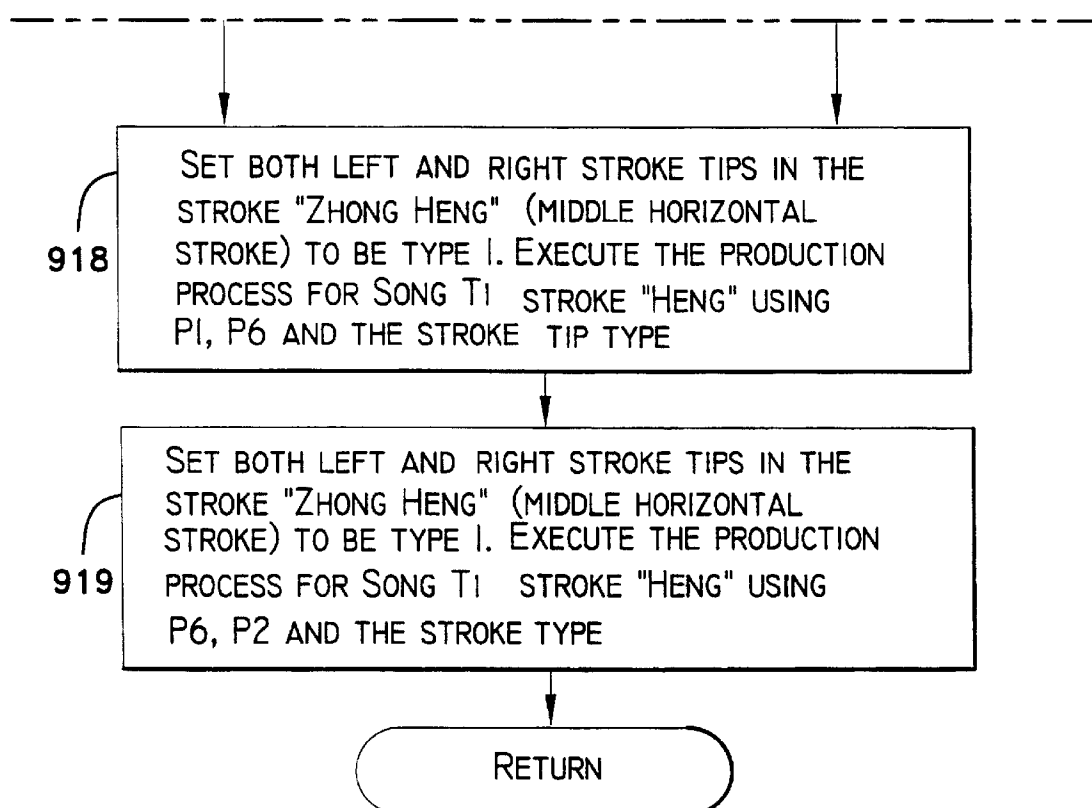 SET BOTH LEFT AND RIGHT STROKE TIPS IN THE
STROKE "ZHONG HENG" (MIDDLE HORIZONTAL
918
STROKE) TO BE TYPE 1. EXECUTE THE PRODUCTION
PROCESS FOR SONG TI STROKE "HENG" USING
P1, P6 AND THE STROKE TIP TYPE
SET BOTH LEFT AND RIGHT STROKE TIPS IN THE
STROKE "ZHONG HENG" (MIDDLE HORIZONTAL
STROKE) TO BE TYPE 1. EXECUTE THE PRODUCTION
919
PROCESS FOR SONG TI STROKE "HENG" USING
P6, P2 AND THE STROKE TYPE
RETURN